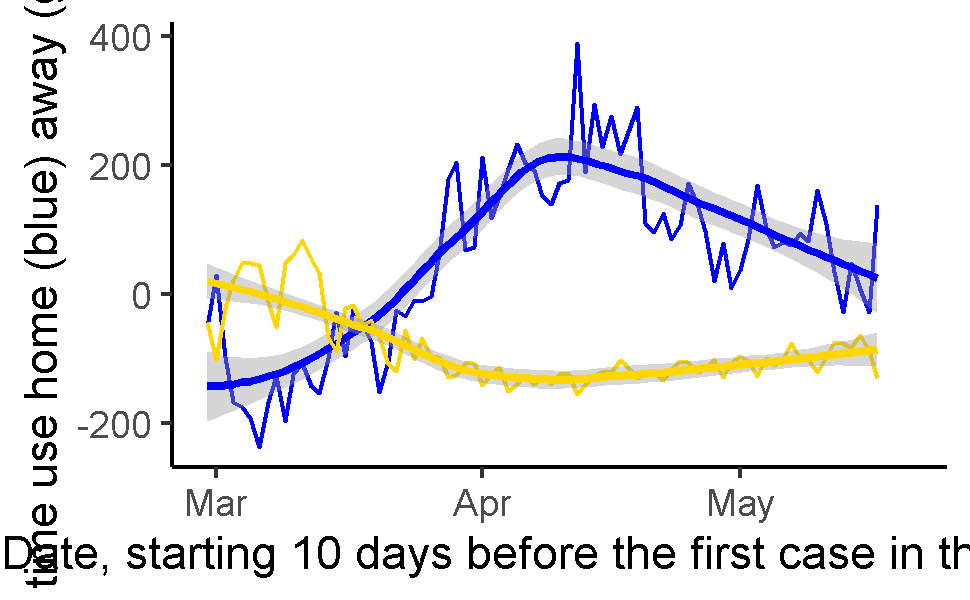 time use home (blue) away (
400
200
0
-200
Mar Apr May
Date, starting 10 days before the first case in th